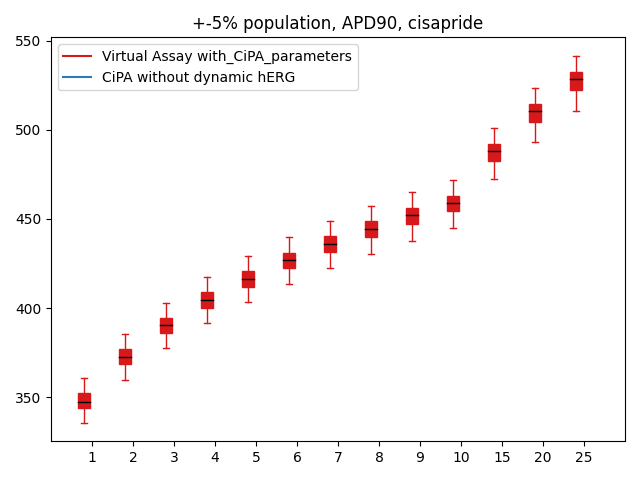 +-5% population, APD90, cisapride
Virtual Assay with_CiPA_parameters
CiPA without dynamic hERG
550
500
450
400
350
1 2 3 4 5 6 7 8 9 10 15 20 25